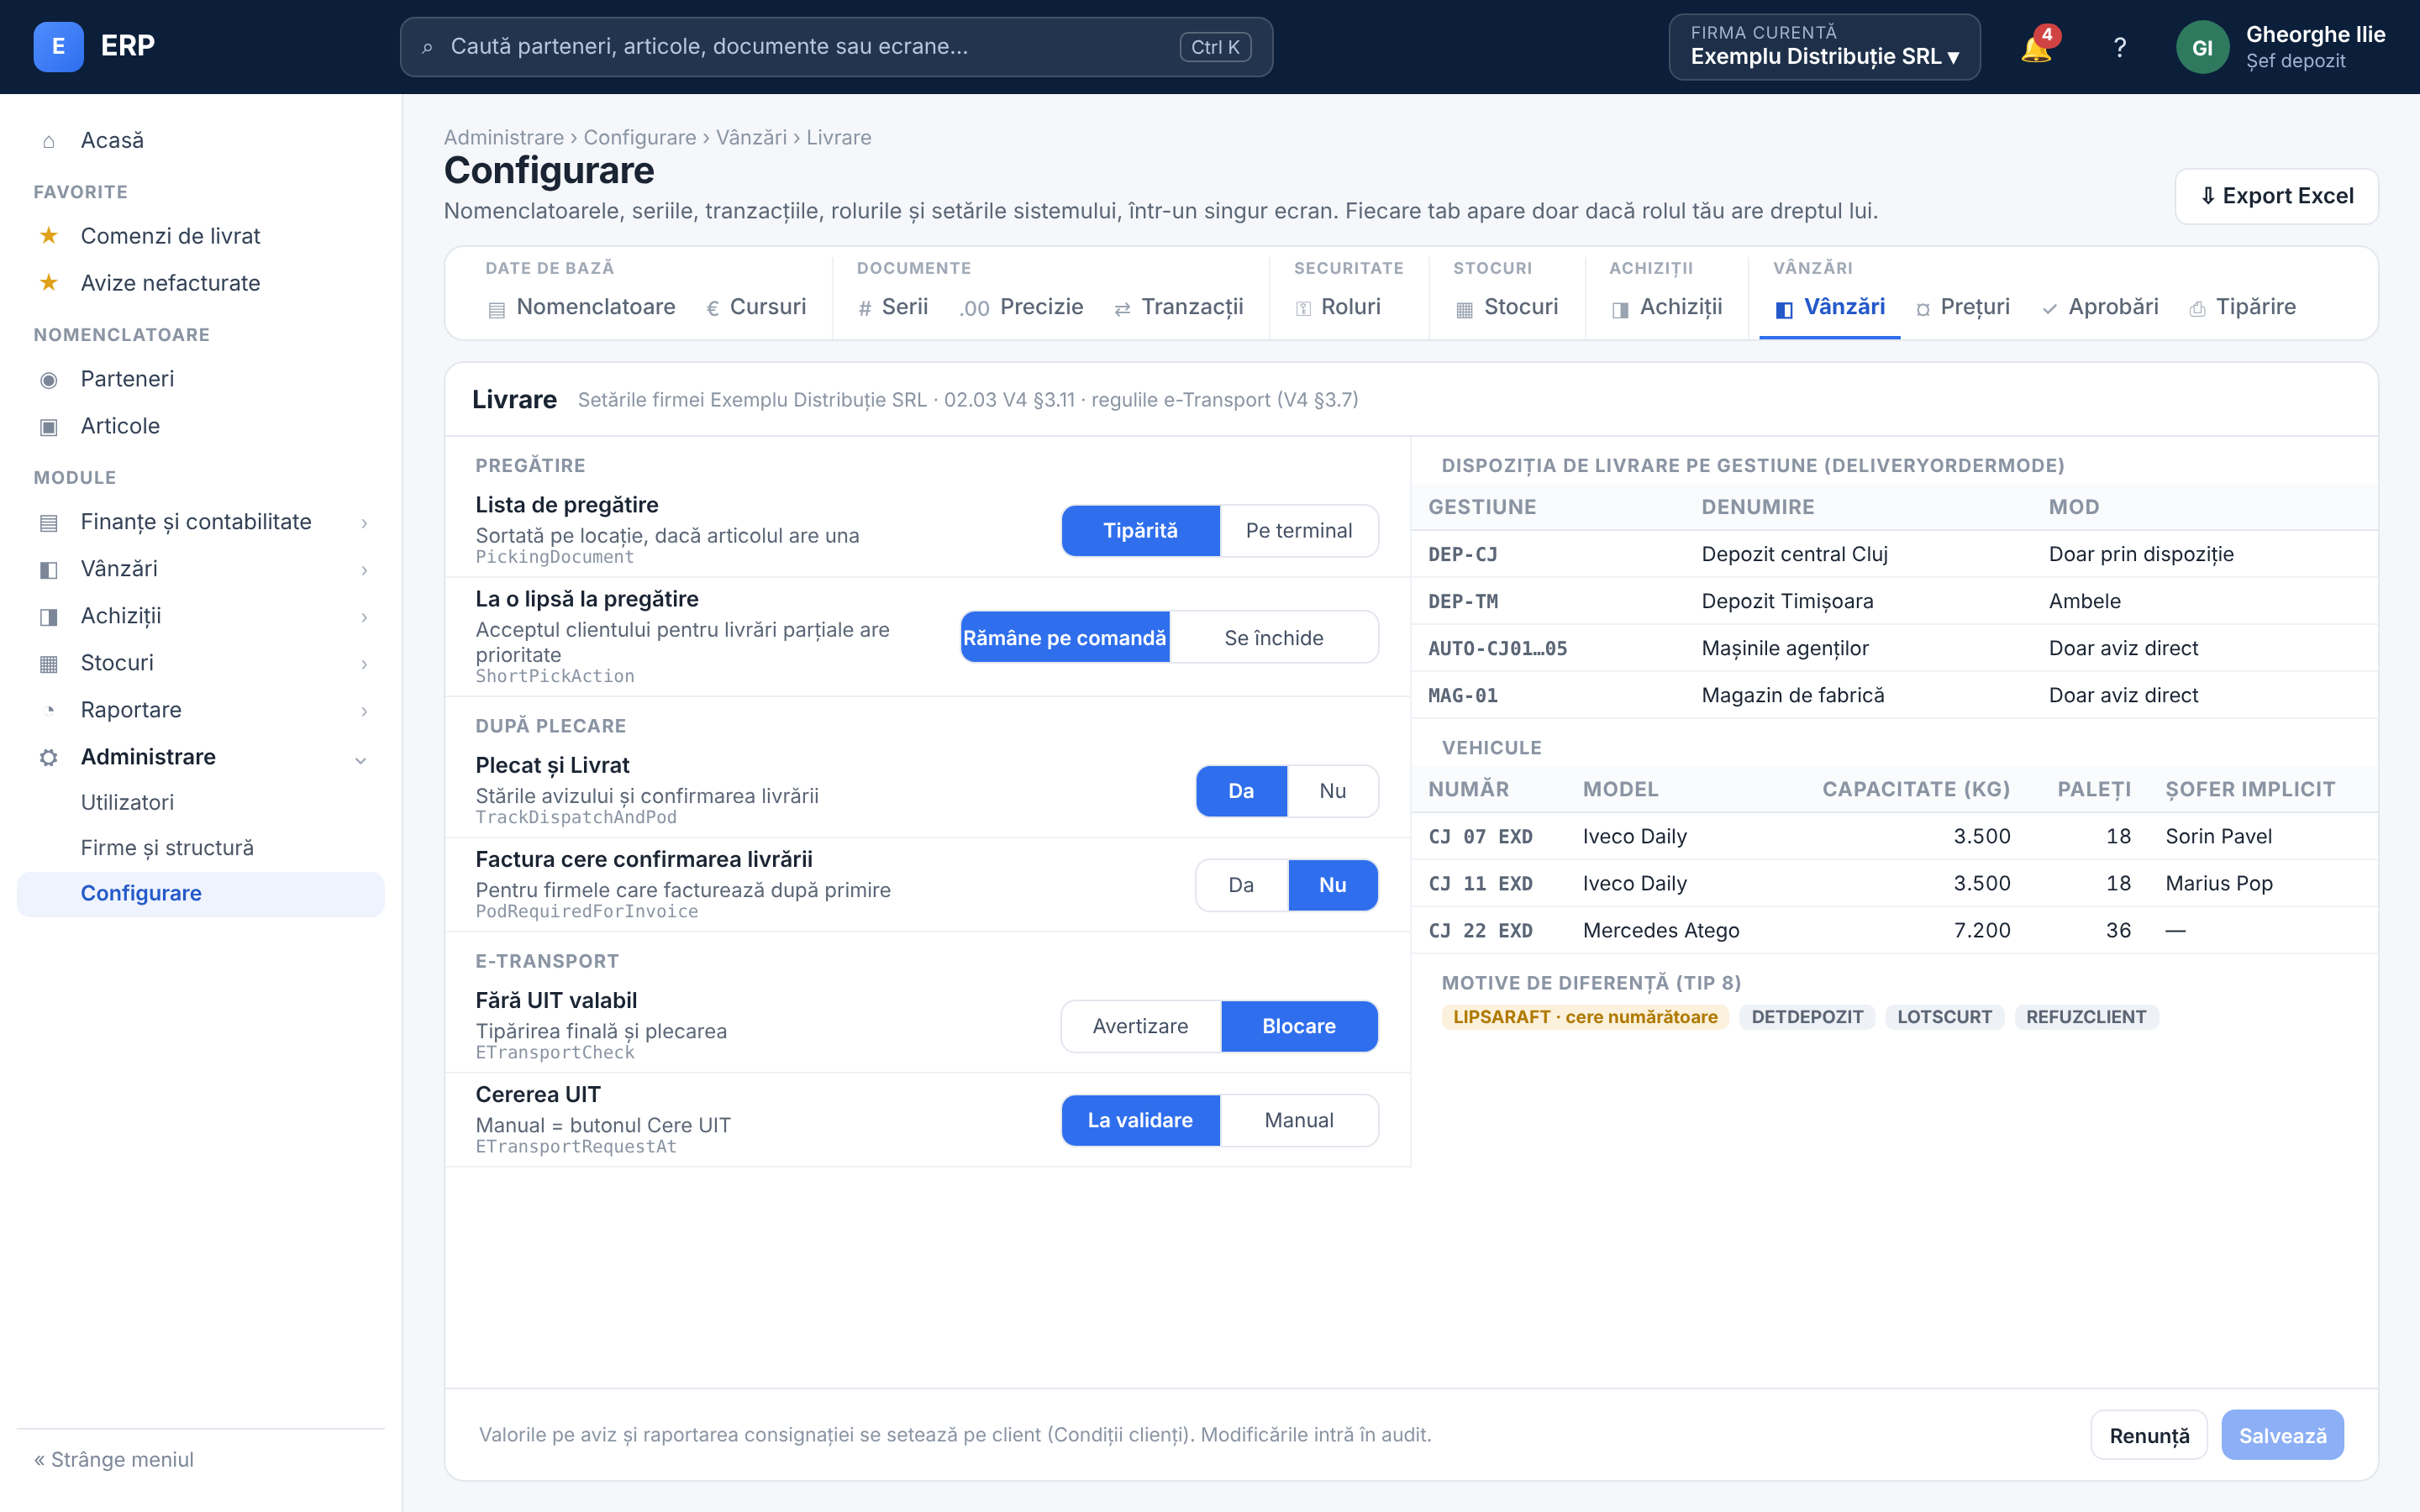 E ERP
Caută parteneri, articole, documente sau ecrane... Ctrl K
FIRMA CURENTĂ
Exemplu Distribuție SRL ▾
4
?
GI
Gheorghe Ilie
Șef depozit
Acasă
FAVORITE
★ Comenzi de livrat
★ Avize nefacturate
NOMENCLATOARE
Parteneri
Articole
MODULE
Finanțe și contabilitate ›
Vânzări ›
Achiziții ›
Stocuri ›
Raportare ›
Administrare
Utilizatori
Firme și structură
Configurare
« Strânge meniul
Administrare › Configurare › Vânzări › Livrare
Configurare
Nomenclatoarele, seriile, tranzacțiile, rolurile și setările sistemului, într-un singur ecran. Fiecare tab apare doar dacă rolul tău are dreptul lui.
⇩ Export Excel
DATE DE BAZĂ DOCUMENTE SECURITATE STOCURI ACHIZIȚII VÂNZĂRI
Nomenclatoare € Cursuri # Serii .00 Precizie ⇄ Tranzacții Roluri Stocuri Achiziții Vânzări ¤ Prețuri ✓ Aprobări Tipărire
Livrare Setările firmei Exemplu Distribuție SRL · 02.03 V4 §3.11 · regulile e-Transport (V4 §3.7)
PREGĂTIRE
Lista de pregătire
Sortată pe locație, dacă articolul are una
PickingDocument
Tipărită Pe terminal
La o lipsă la pregătire
Acceptul clientului pentru livrări parțiale are
prioritate
ShortPickAction
Rămâne pe comandă Se închide
DUPĂ PLECARE
Plecat și Livrat
Stările avizului și confirmarea livrării
TrackDispatchAndPod
Da Nu
Factura cere confirmarea livrării
Pentru firmele care facturează după primire
PodRequiredForInvoice
Da Nu
E-TRANSPORT
Fără UIT valabil
Tipărirea finală și plecarea
ETransportCheck
Avertizare Blocare
Cererea UIT
Manual = butonul Cere UIT
ETransportRequestAt
La validare Manual
DISPOZIȚIA DE LIVRARE PE GESTIUNE (DELIVERYORDERMODE)
GESTIUNE DENUMIRE MOD
DEP-CJ Depozit central Cluj Doar prin dispoziție
DEP-TM Depozit Timișoara Ambele
AUTO-CJ01…05 Mașinile agenților Doar aviz direct
MAG-01 Magazin de fabrică Doar aviz direct
VEHICULE
NUMĂR MODEL CAPACITATE (KG) PALEȚI ȘOFER IMPLICIT
CJ 07 EXD Iveco Daily 3.500 18 Sorin Pavel
CJ 11 EXD Iveco Daily 3.500 18 Marius Pop
CJ 22 EXD Mercedes Atego 7.200 36 —
MOTIVE DE DIFERENȚĂ (TIP 8)
LIPSARAFT · cere numărătoare DETDEPOZIT LOTSCURT REFUZCLIENT
Valorile pe aviz și raportarea consignației se setează pe client (Condiții clienți). Modificările intră în audit.
Renunță Salvează